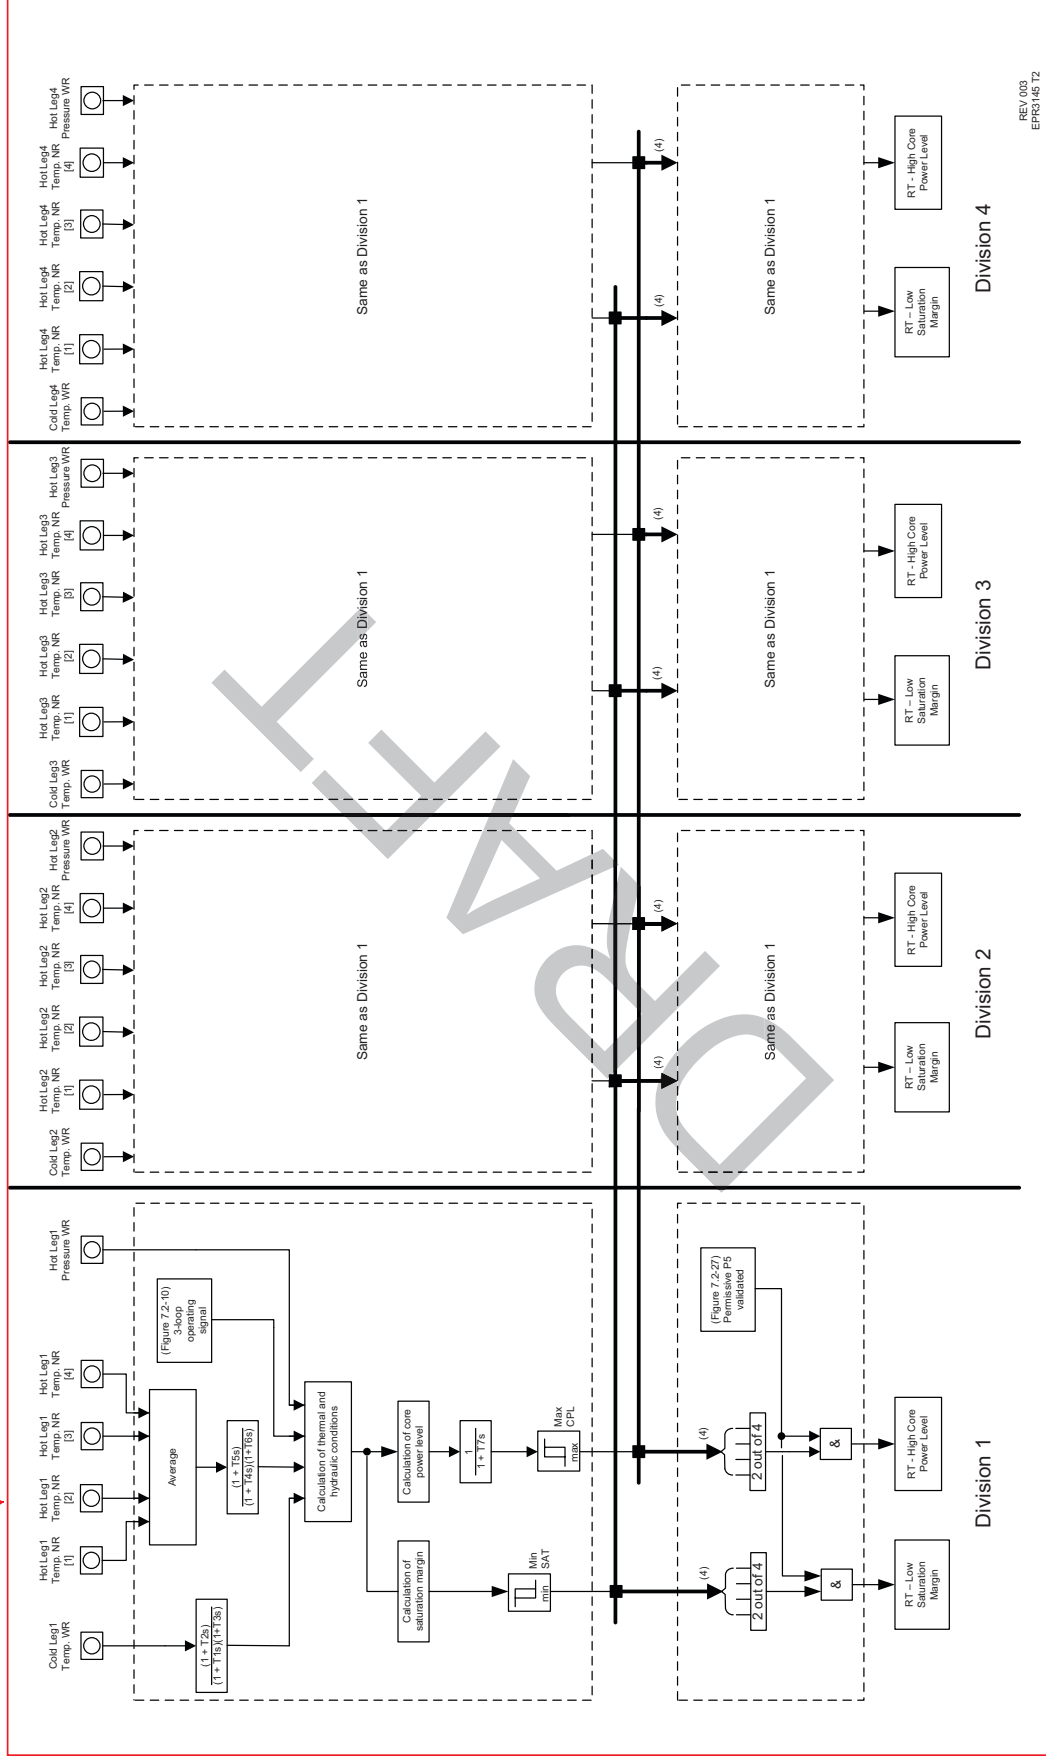 Cold Leg1
Temp. WR
Hot Leg1
Temp. NR
[1]
Hot Leg1
Temp. NR
[2]
Hot Leg1
Temp. NR
[3]
Hot Leg1
Temp. NR
[4]
Hot Leg1
Pressure WR
(1 + T2s)
(1 + T1s)(1+T3s)
Average
(1 + T5s)
(1 + T4s)(1+T6s)
(Figure 7.2-10)
3-loop
operating
signal
Calculation of thermal and
hydraulic conditions
Calculation of
saturation margin
Calculation of core
power level
1
1 + T7s
min
Min
SAT
max
Max
CPL
(4)
2 out of 4
(4)
2 out of 4
(Figure 7.2-27)
Permissive P5
validated
&
&
RT – Low
Saturation
Margin
RT - High Core
Power Level
Division 1
Cold Leg2
Temp. WR
Hot Leg2
Temp. NR
[1]
Hot Leg2
Temp. NR
[2]
Hot Leg2
Temp. NR
[3]
Hot Leg2
Temp. NR
[4]
Hot Leg2
Pressure WR
Same as Division 1
(4)
(4)
Same as Division 1
RT – Low
Saturation
Margin
RT - High Core
Power Level
Division 2
Cold Leg3
Temp. WR
Hot Leg3
Temp. NR
[1]
Hot Leg3
Temp. NR
[2]
Hot Leg3
Temp. NR
[3]
Hot Leg3
Temp. NR
[4]
Hot Leg3
Pressure WR
Same as Division 1
(4)
(4)
Same as Division 1
RT – Low
Saturation
Margin
RT - High Core
Power Level
Division 3
Cold Leg4
Temp. WR
Hot Leg4
Temp. NR
[1]
Hot Leg4
Temp. NR
[2]
Hot Leg4
Temp. NR
[3]
Hot Leg4
Temp. NR
[4]
Hot Leg4
Pressure WR
Same as Division 1
(4)
(4)
Same as Division 1
RT – Low
Saturation
Margin
RT - High Core
Power Level
Division 4
REV 003
EPR3145 T2
DRAFT